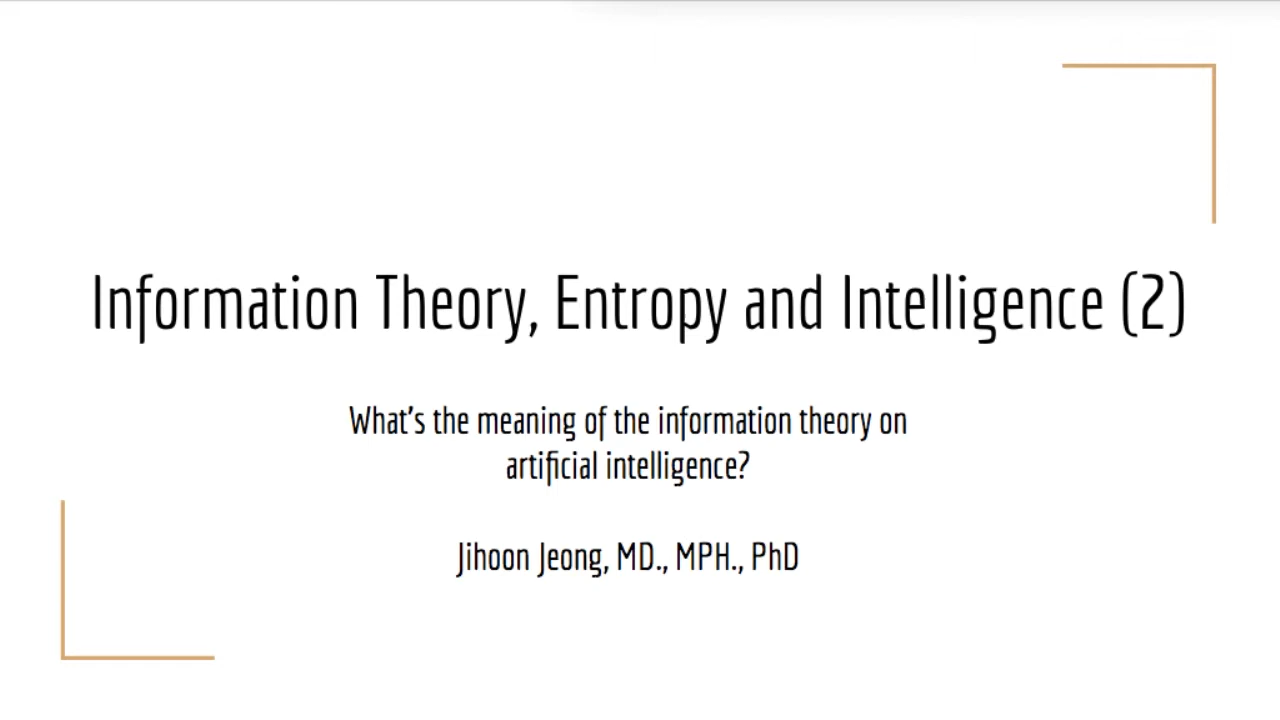 Information Theory, Entropy and Intelligence (2)
What's the meaning of the information theory on
artificial intelligence?
Jihoon Jeong, MD., MPH., PhD